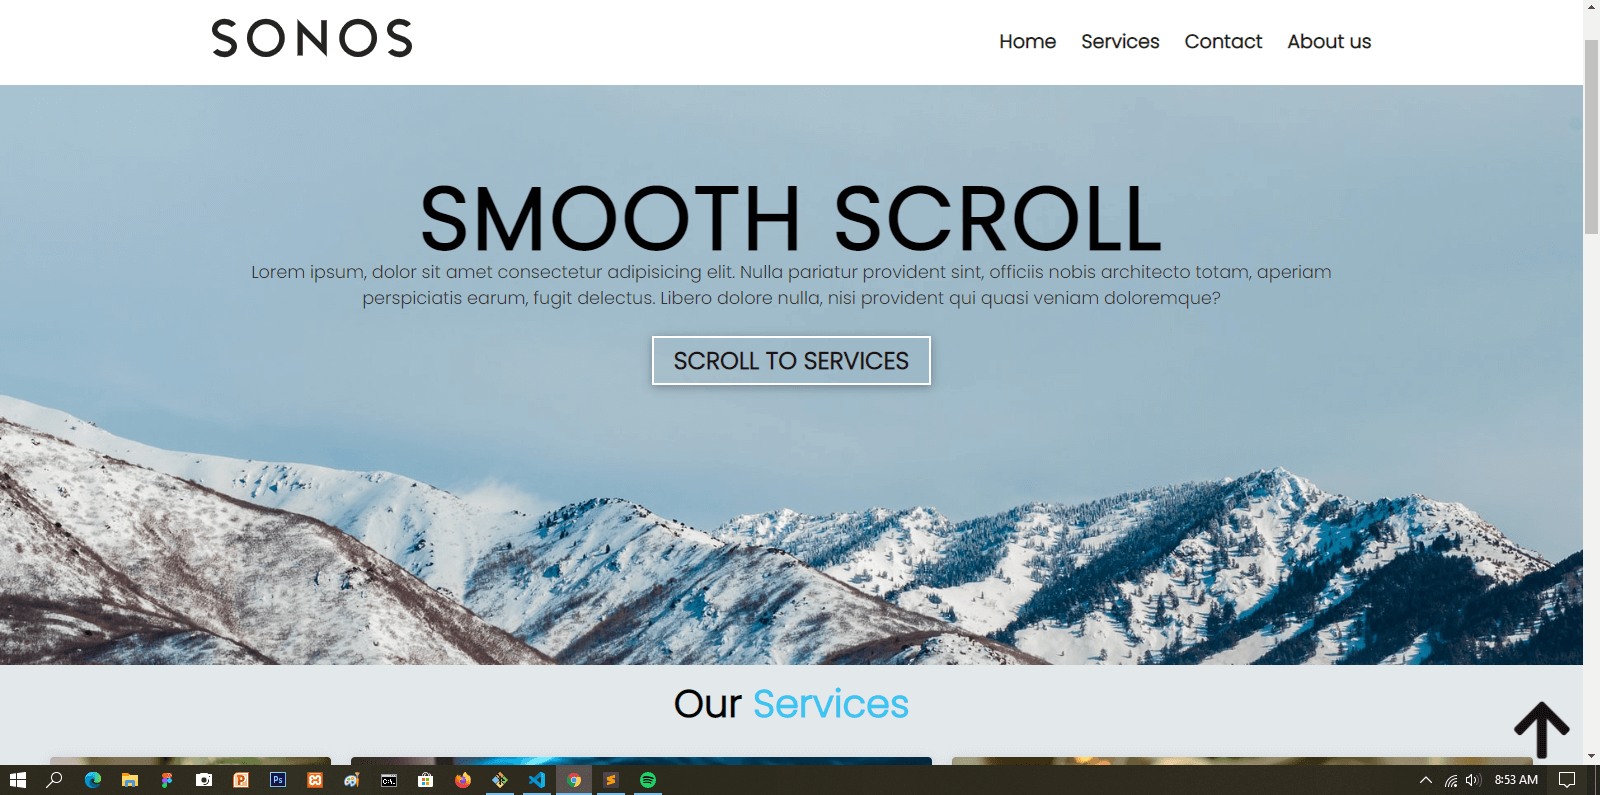 SONOS
Home Services Contact About us
SMOOTH SCROLL
Lorem ipsum, dolor sit amet consectetur adipisicing elit. Nulla pariatur provident sint, officiis nobis architecto totam, aperiam
perspiciatis earum, fugit delectus. Libero dolore nulla, nisi provident qui quasi veniam doloremque?
SCROLL TO SERVICES
Our Services
Ps
C:\.
8:53 AM